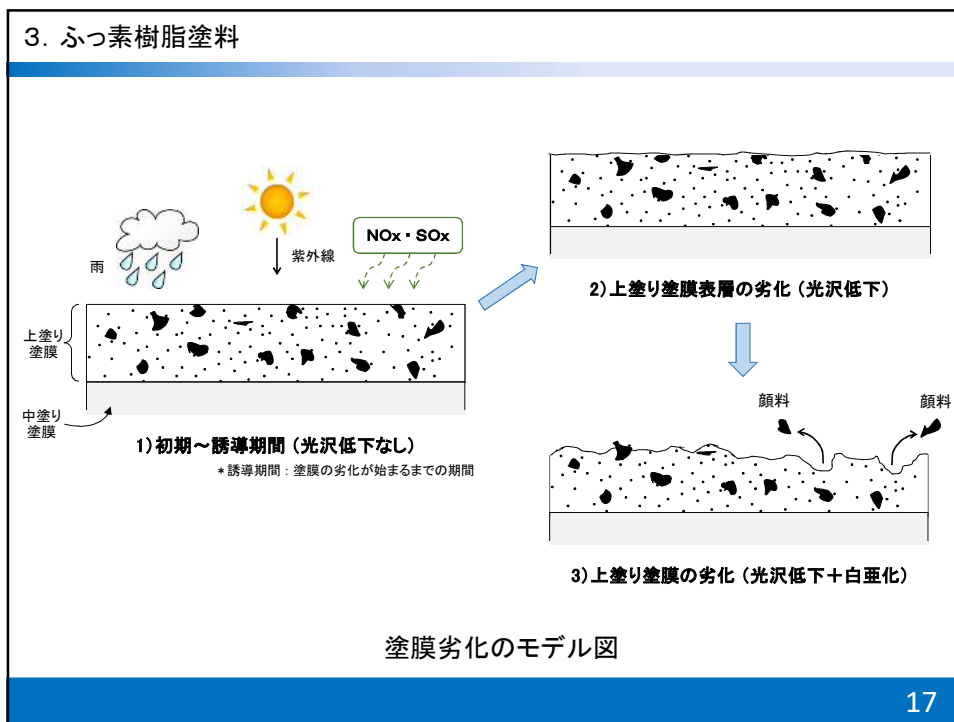 3．ふっ素樹脂塗料
雨
紫外線
NOx・SOx
上塗り
塗膜
中塗り
塗膜
1）初期～誘導期間（光沢低下なし）
＊誘導期間：塗膜の劣化が始まるまでの期間
2）上塗り塗膜表層の劣化（光沢低下）
顔料
顔料
3）上塗り塗膜の劣化（光沢低下＋白亜化）
塗膜劣化のモデル図
17